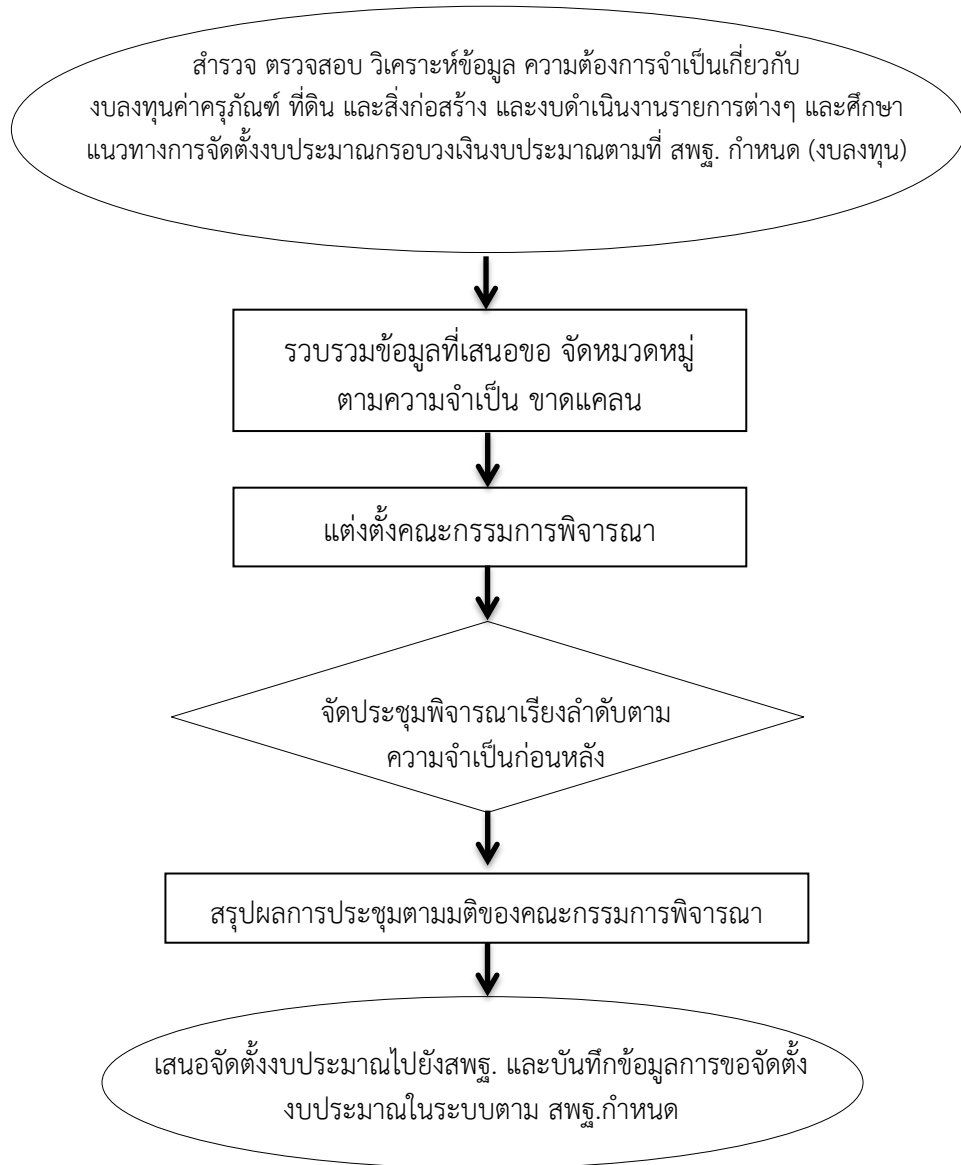 สำรวจ ตรวจสอบ วิเคราะห์ข้อมูล ความต้องการจำเป็นเกี่ยวกับ
งบลงทุนค่าครุภัณฑ์ ที่ดิน และสิ่งก่อสร้าง และงบดำเนินงานรายการต่างๆ และศึกษา
แนวทางการจัดตั้งงบประมาณกรอบวงเงินงบประมาณตามที่ สพฐ. กำหนด (งบลงทุน)
รวบรวมข้อมูลที่เสนอขอ จัดหมวดหมู่
ตามความจำเป็น ขาดแคลน
แต่งตั้งคณะกรรมการพิจารณา
จัดประชุมพิจารณาเรียงลำดับตาม
ความจำเป็นก่อนหลัง
สรุปผลการประชุมตามมติของคณะกรรมการพิจารณา
เสนอจัดตั้งงบประมาณไปยังสพฐ. และบันทึกข้อมูลการขอจัดตั้ง
งบประมาณในระบบตาม สพฐ.กำหนด